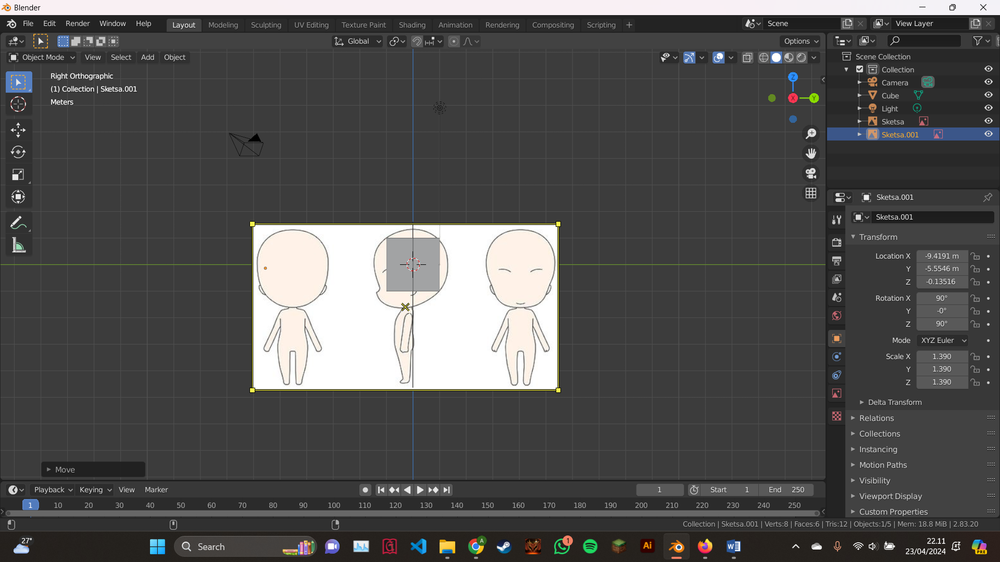 Blender
File Edit Render Window Help
Layout Modeling Sculpting UV Editing Texture Paint Shading Animation Rendering Compositing Scripting +
Scene
View Layer
Global
Options
Object Mode View Select Add Object
Right Orthographic
(1) Collection | Sketsa.001
Meters
Z
X
Y
Scene Collection
Collection
Camera
Cube
Light
Sketsa
Sketsa.001
Sketsa.001
Sketsa.001
Transform
Location X -9.4191 m
Y -5.5546 m
Z -0.13516
Rotation X 90°
Y -0°
Z 90°
Mode XYZ Euler
Scale X 1.390
Y 1.390
Z 1.390
Delta Transform
Relations
Collections
Instancing
Motion Paths
Visibility
Viewport Display
Custom Properties
Move
Playback Keying View Marker
1
Start 1
End 250
1 10 20 30 40 50 60 70 80 90 100 110 120 130 140 150 160 170 180 190 200 210 220 230 240 250
Collection | Sketsa.001 | Verts:8 | Faces:6 | Tris:12 | Objects:1/5 | Mem: 18.8 MiB | 2.83.20
27°
Search
A
1
Ai
22.11
23/04/2024
PRE